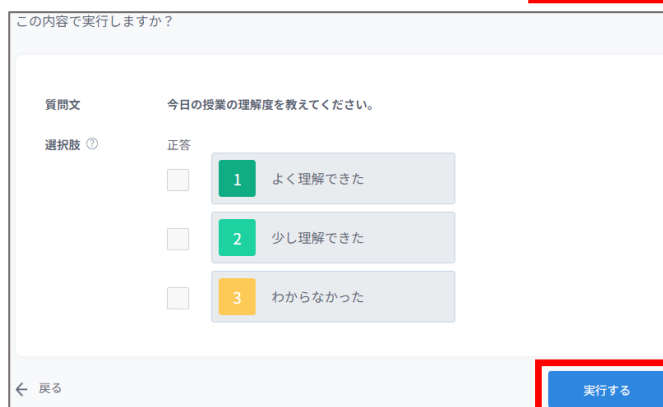 この内容で実行しますか？
質問文 今日の授業の理解度を教えてください。
選択肢 ? 正答
1 よく理解できた
2 少し理解できた
3 わからなかった
← 戻る 実行する